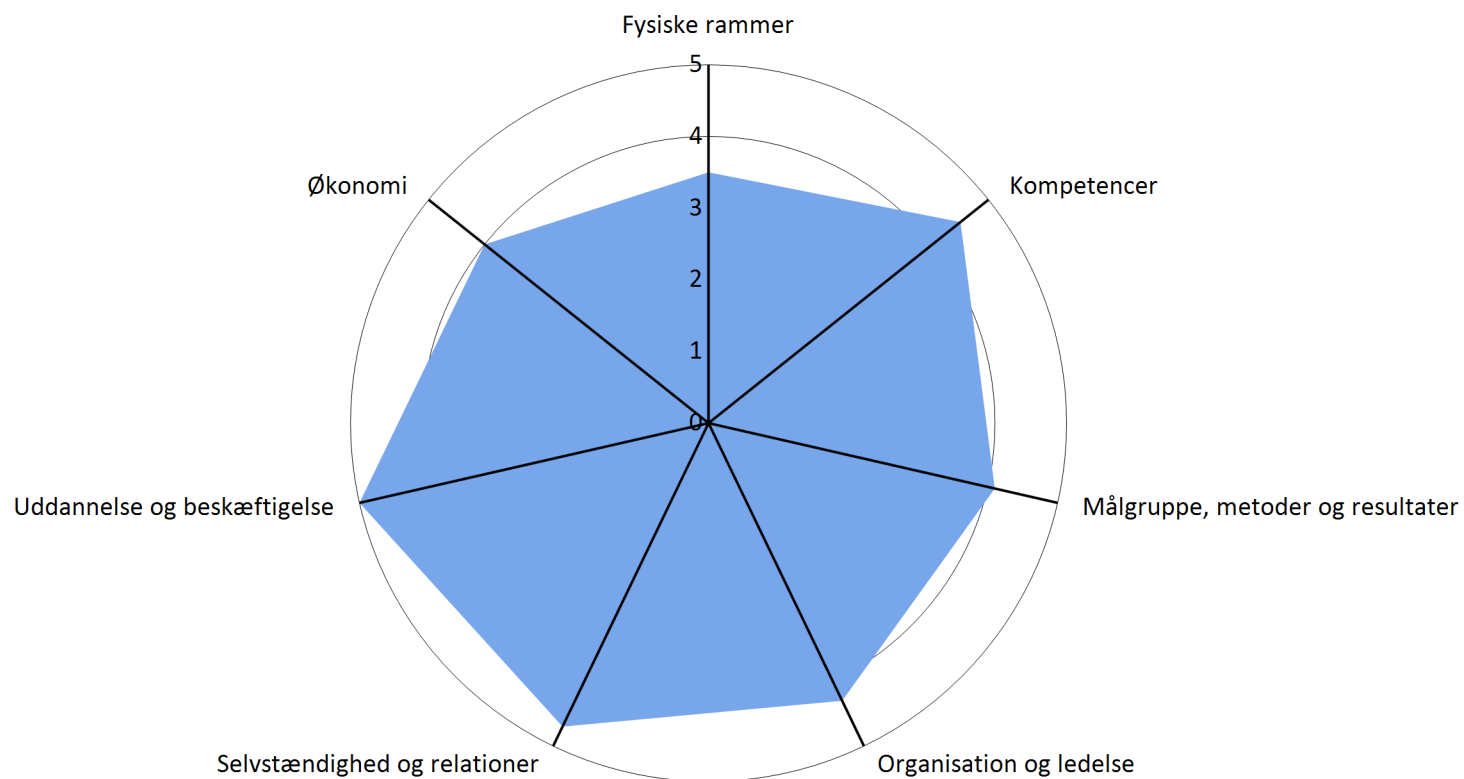 Fysiske rammer
5
4
Økonomi
Kompetencer
3
2
1
0
Uddannelse og beskæftigelse
Målgruppe, metoder og resultater
Selvstændighed og relationer
Organisation og ledelse